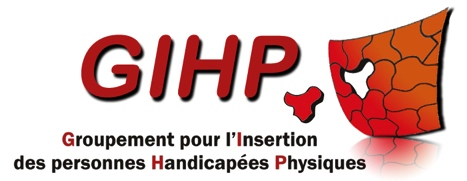 GIHP
Groupement pour l'Insertion
des personnes Handicapées Physiques